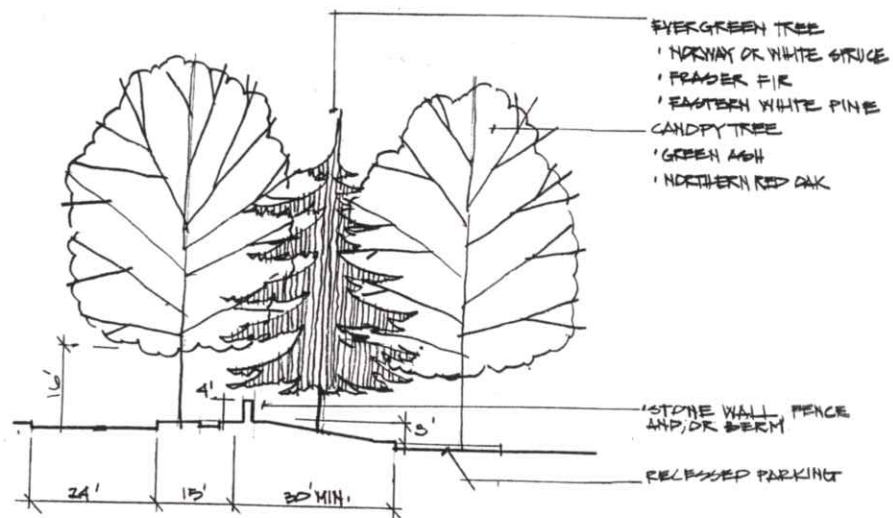 EVERGREEN TREE
' NORWAY OR WHITE SPRUCE
' FRASER FIR
' EASTERN WHITE PINE
CANOPY TREE
' GREEN ASH
' NORTHERN RED OAK
16'
4'
3'
' STONE WALL, FENCE
AND/OR BERM
RECESSED PARKING
24'
15'
30' MIN.